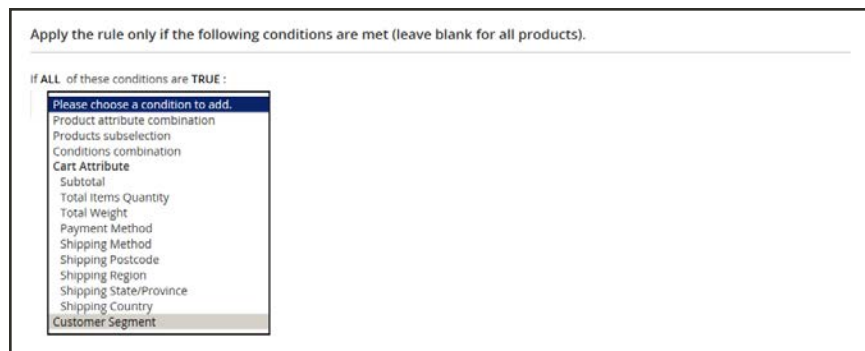 Apply the rule only if the following conditions are met (leave blank for all products).
If ALL of these conditions are TRUE :
Please choose a condition to add.
Product attribute combination
Products subselection
Conditions combination
Cart Attribute
Subtotal
Total Items Quantity
Total Weight
Payment Method
Shipping Method
Shipping Postcode
Shipping Region
Shipping State/Province
Shipping Country
Customer Segment